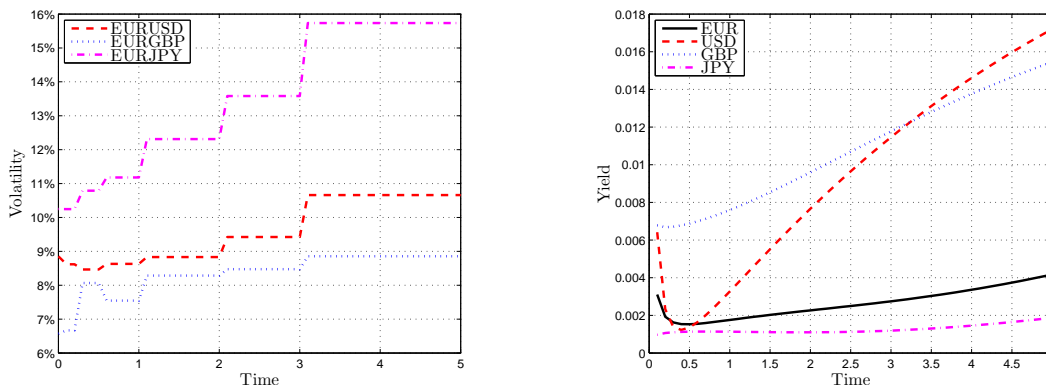 16%
15%
14%
13%
12%
11%
10%
9%
8%
7%
6%
Volatility
EURUSD
EURGBP
EURJPY
0 1 2 3 4 5
Time
0.018
0.016
0.014
0.012
0.01
0.008
0.006
0.004
0.002
0
Yield
EUR
USD
GBP
JPY
0 0.5 1 1.5 2 2.5 3 3.5 4 4.5
Time